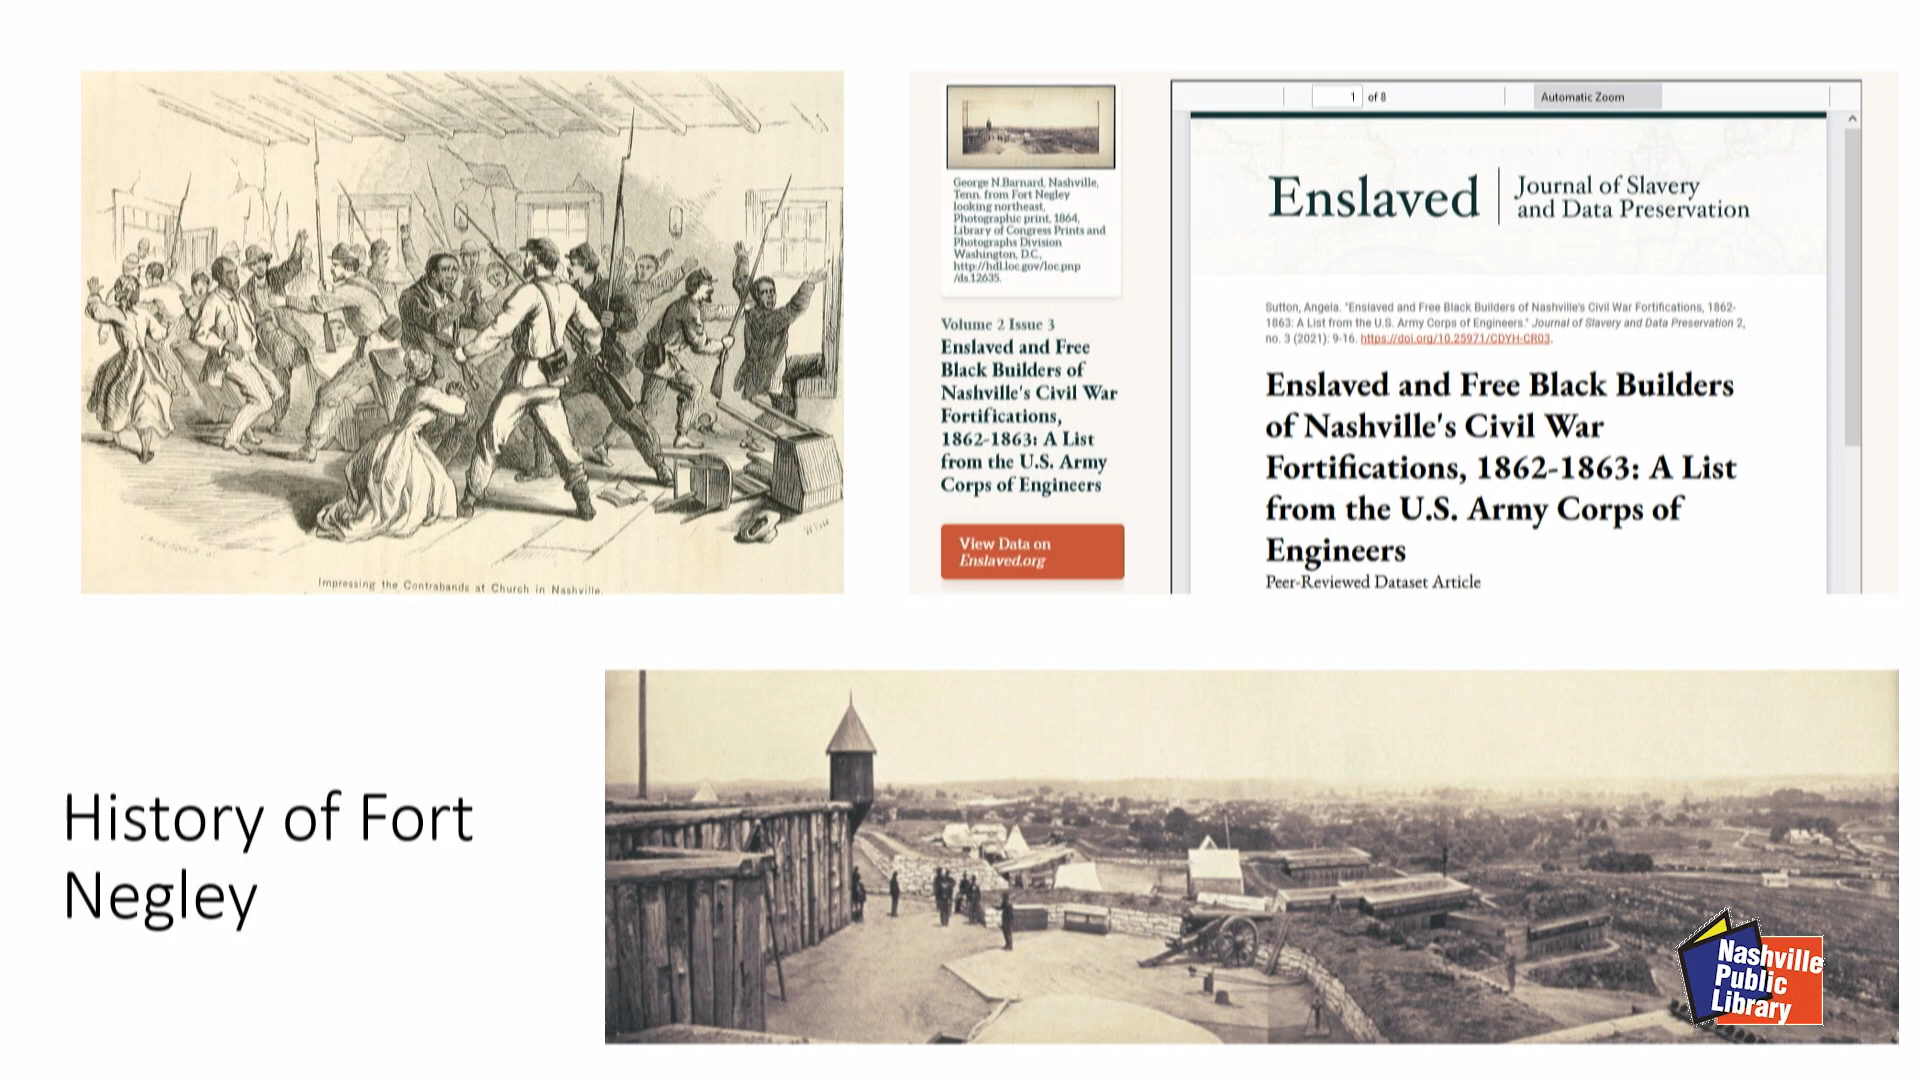 Impressing the Contrabands at Church in Nashville.
George N.Barnard, Nashville,
Tenn. from Fort Negley
looking northeast,
Photographic print, 1864,
Library of Congress Prints and
Photographs Division
Washington, D.C.,
http://hdl.loc.gov/loc.pnp
/ds.12635.
Volume 2 Issue 3
Enslaved and Free
Black Builders of
Nashville's Civil War
Fortifications,
1862-1863: A List
from the U.S. Army
Corps of Engineers
View Data on
Enslaved.org
1 of 8
Automatic Zoom
Enslaved
Journal of Slavery
and Data Preservation
Sutton, Angela. "Enslaved and Free Black Builders of Nashville's Civil War Fortifications, 1862-
1863: A List from the U.S. Army Corps of Engineers." Journal of Slavery and Data Preservation 2,
no. 3 (2021): 9-16. https://doi.org/10.25971/CDYH-CR03.
Enslaved and Free Black Builders
of Nashville's Civil War
Fortifications, 1862-1863: A List
from the U.S. Army Corps of
Engineers
Peer-Reviewed Dataset Article
History of Fort
Negley
Nashville
Public
Library